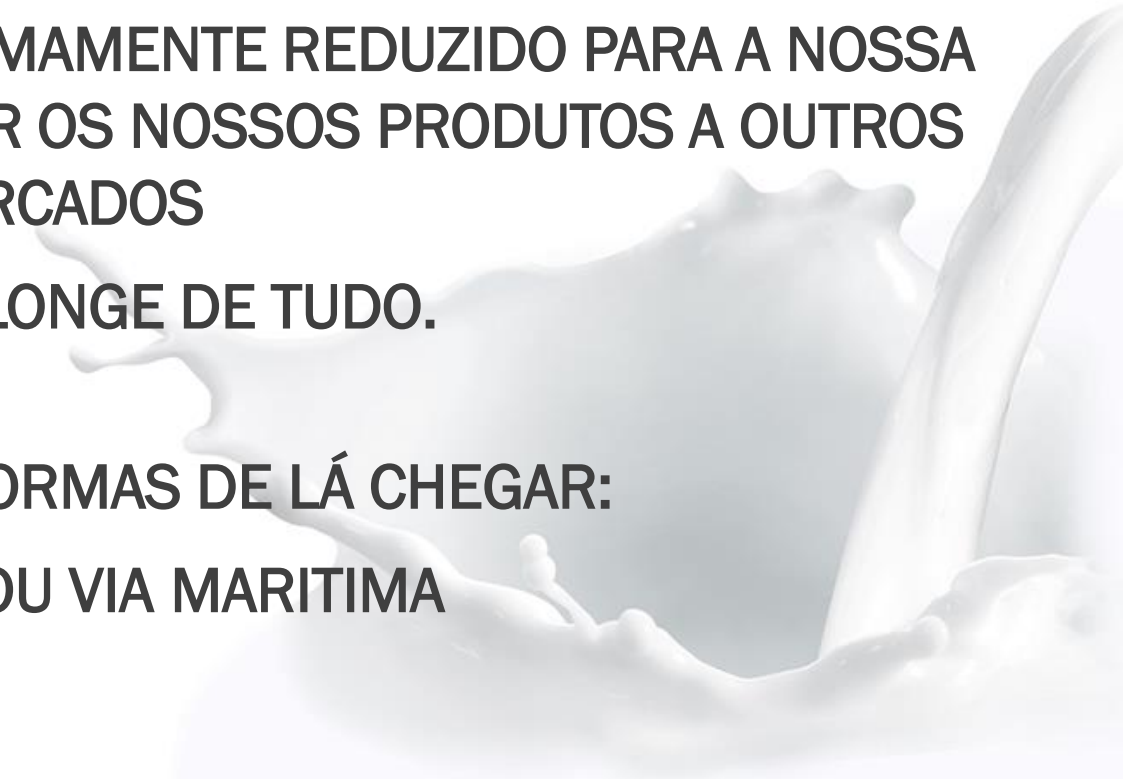 MAMENTE REDUZIDO PARA A NOSSA
R OS NOSSOS PRODUTOS A OUTROS
RCADOS
LONGE DE TUDO.
ORMAS DE LÁ CHEGAR:
OU VIA MARITIMA